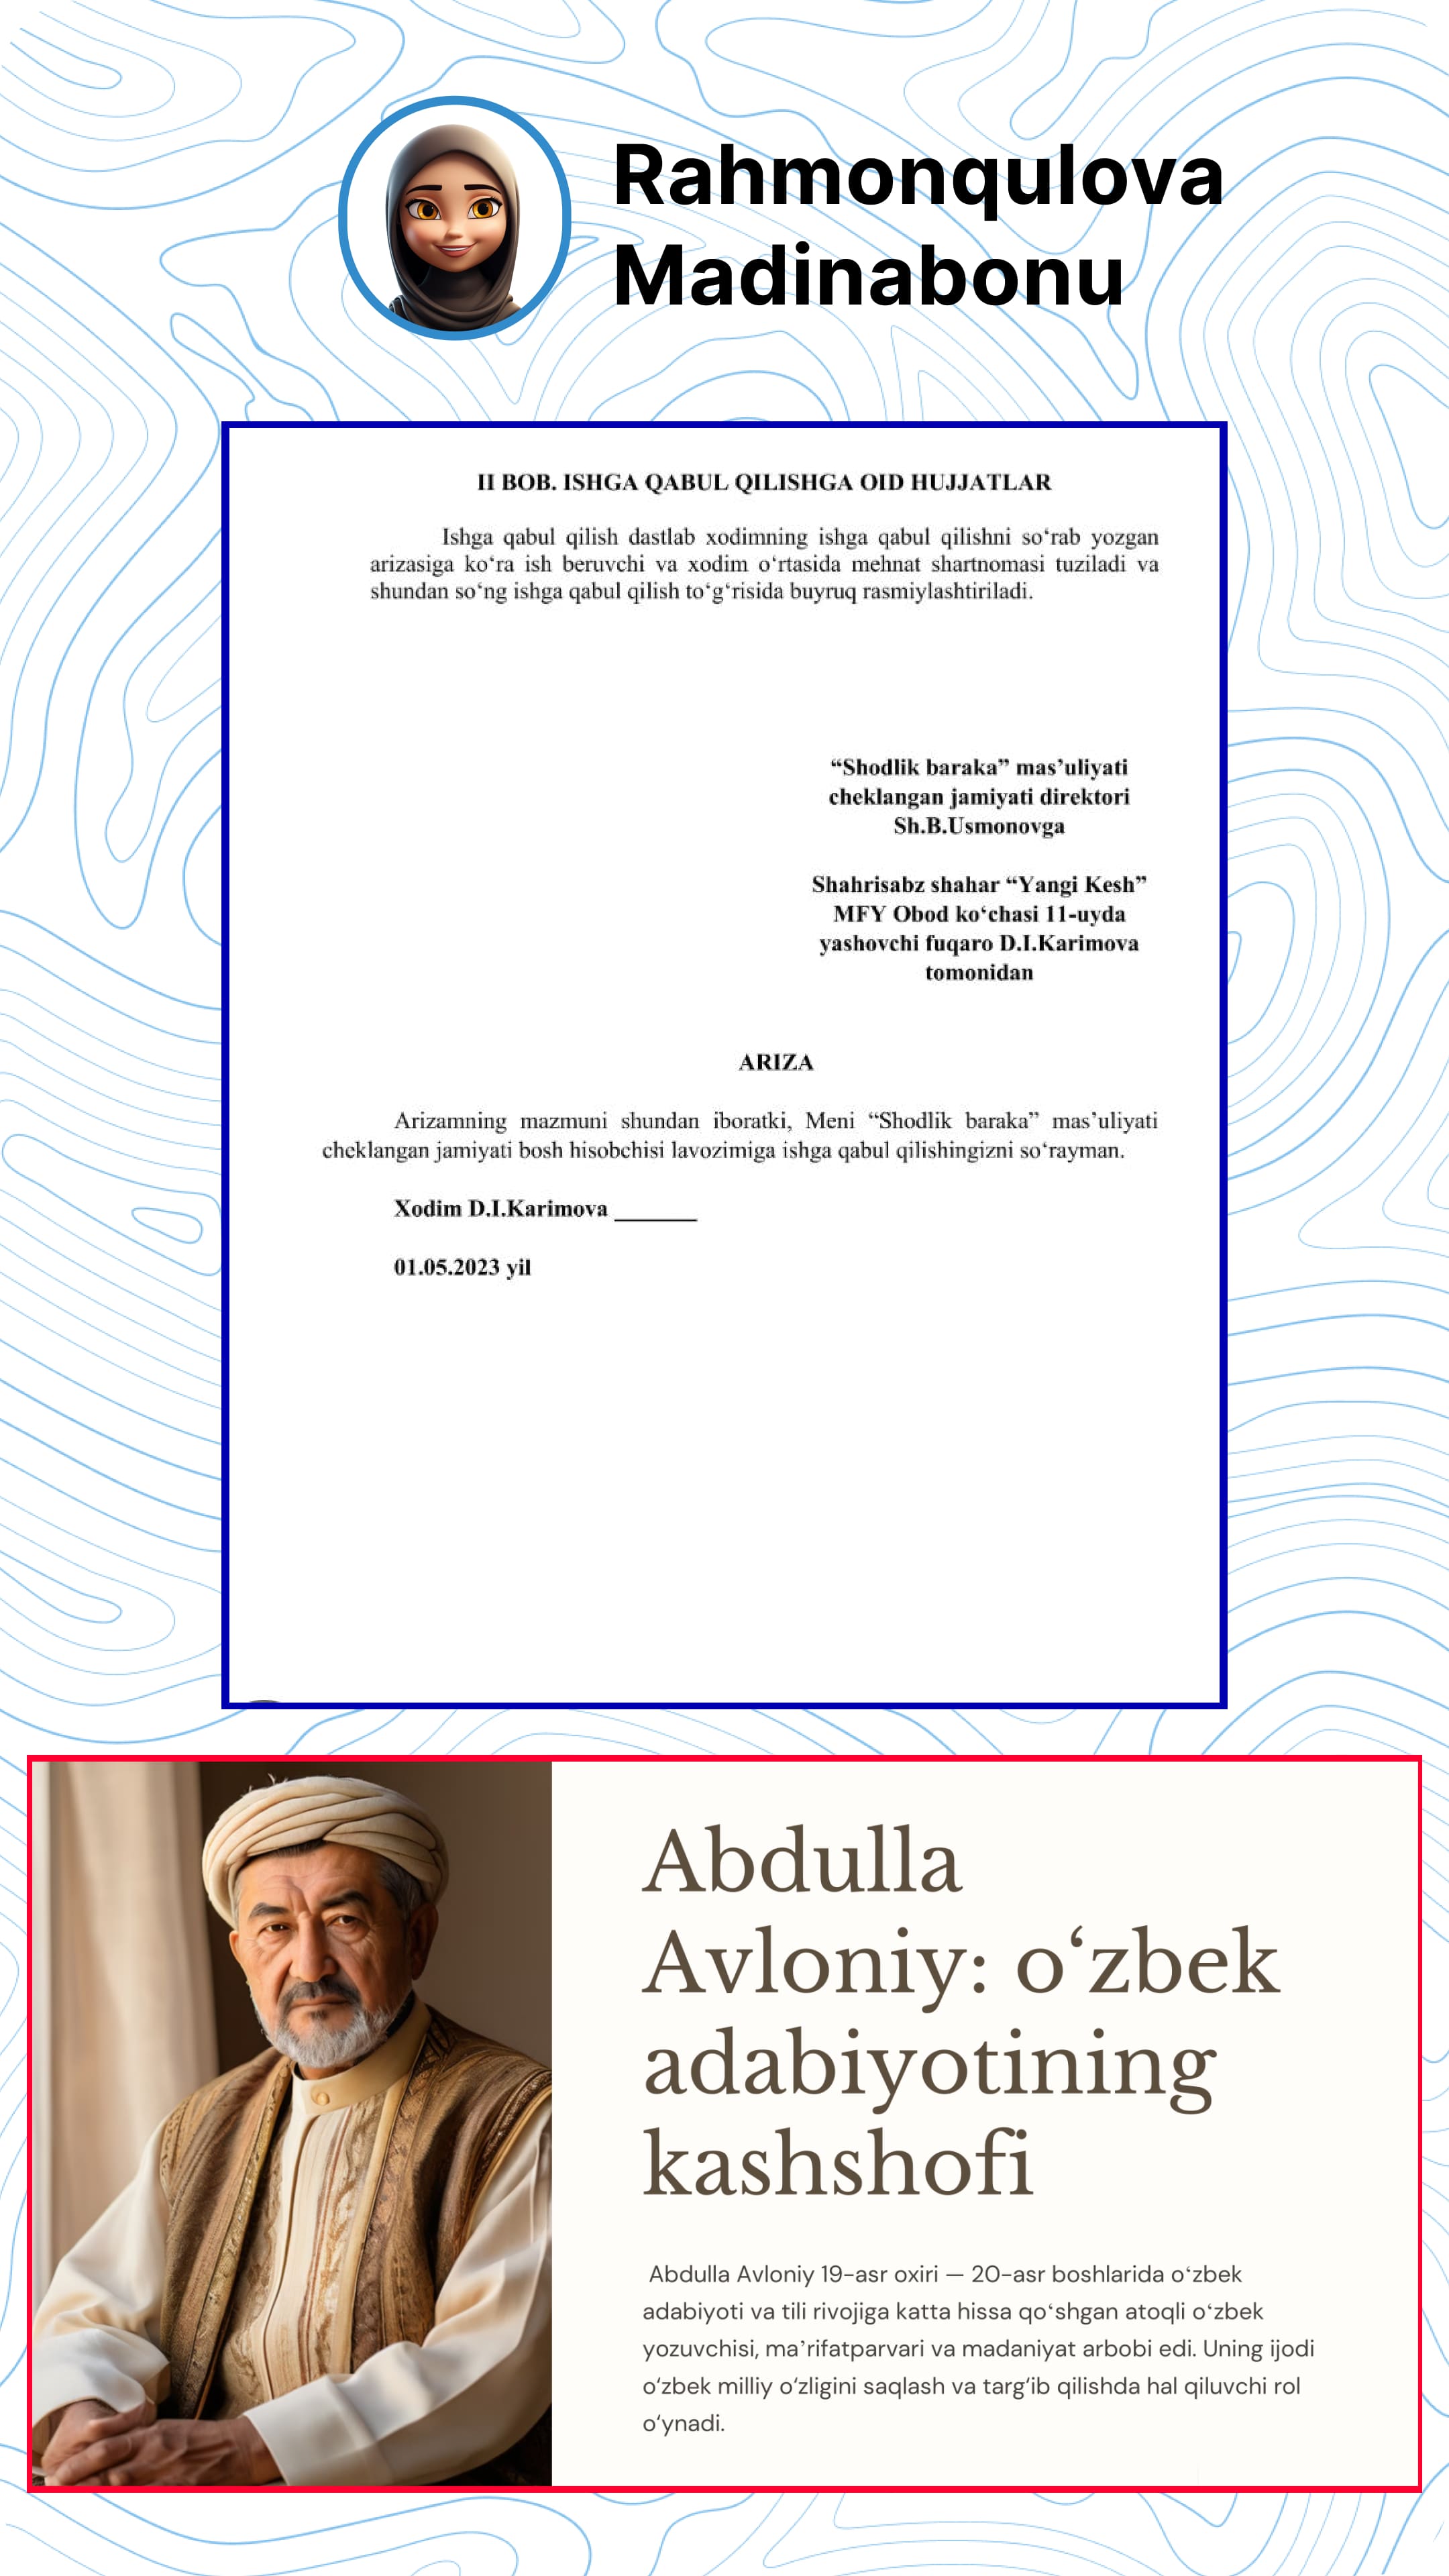 Rahmonqulova
Madinabonu
II BOB. ISHGA QABUL QILISHGA OID HUJJATLAR
Ishga qabul qilish dastlab xodimning ishga qabul qilishni so‘rab yozgan
arizasiga ko‘ra ish beruvchi va xodim o‘rtasida mehnat shartnomasi tuziladi va
shundan so‘ng ishga qabul qilish to‘g‘risida buyruq rasmiylashtiriladi.
“Shodlik baraka” mas’uliyati
cheklangan jamiyati direktori
Sh.B.Usmonovga
Shahrisabz shahar “Yangi Kesh”
MFY Obod ko‘chasi 11-uyda
yashovchi fuqaro D.I.Karimova
tomonidan
ARIZA
Arizamning mazmuni shundan iboratki, Meni “Shodlik baraka” mas’uliyati
cheklangan jamiyati bosh hisobchisi lavozimiga ishga qabul qilishingizni so‘rayman.
Xodim D.I.Karimova _______
01.05.2023 yil
Abdulla
Avloniy: o‘zbek
adabiyotining
kashshofi
Abdulla Avloniy 19-asr oxiri — 20-asr boshlarida o‘zbek
adabiyoti va tili rivojiga katta hissa qo‘shgan atoqli o‘zbek
yozuvchisi, ma’rifatparvari va madaniyat arbobi edi. Uning ijodi
o‘zbek milliy o‘zligini saqlash va targ‘ib qilishda hal qiluvchi rol
o‘ynadi.